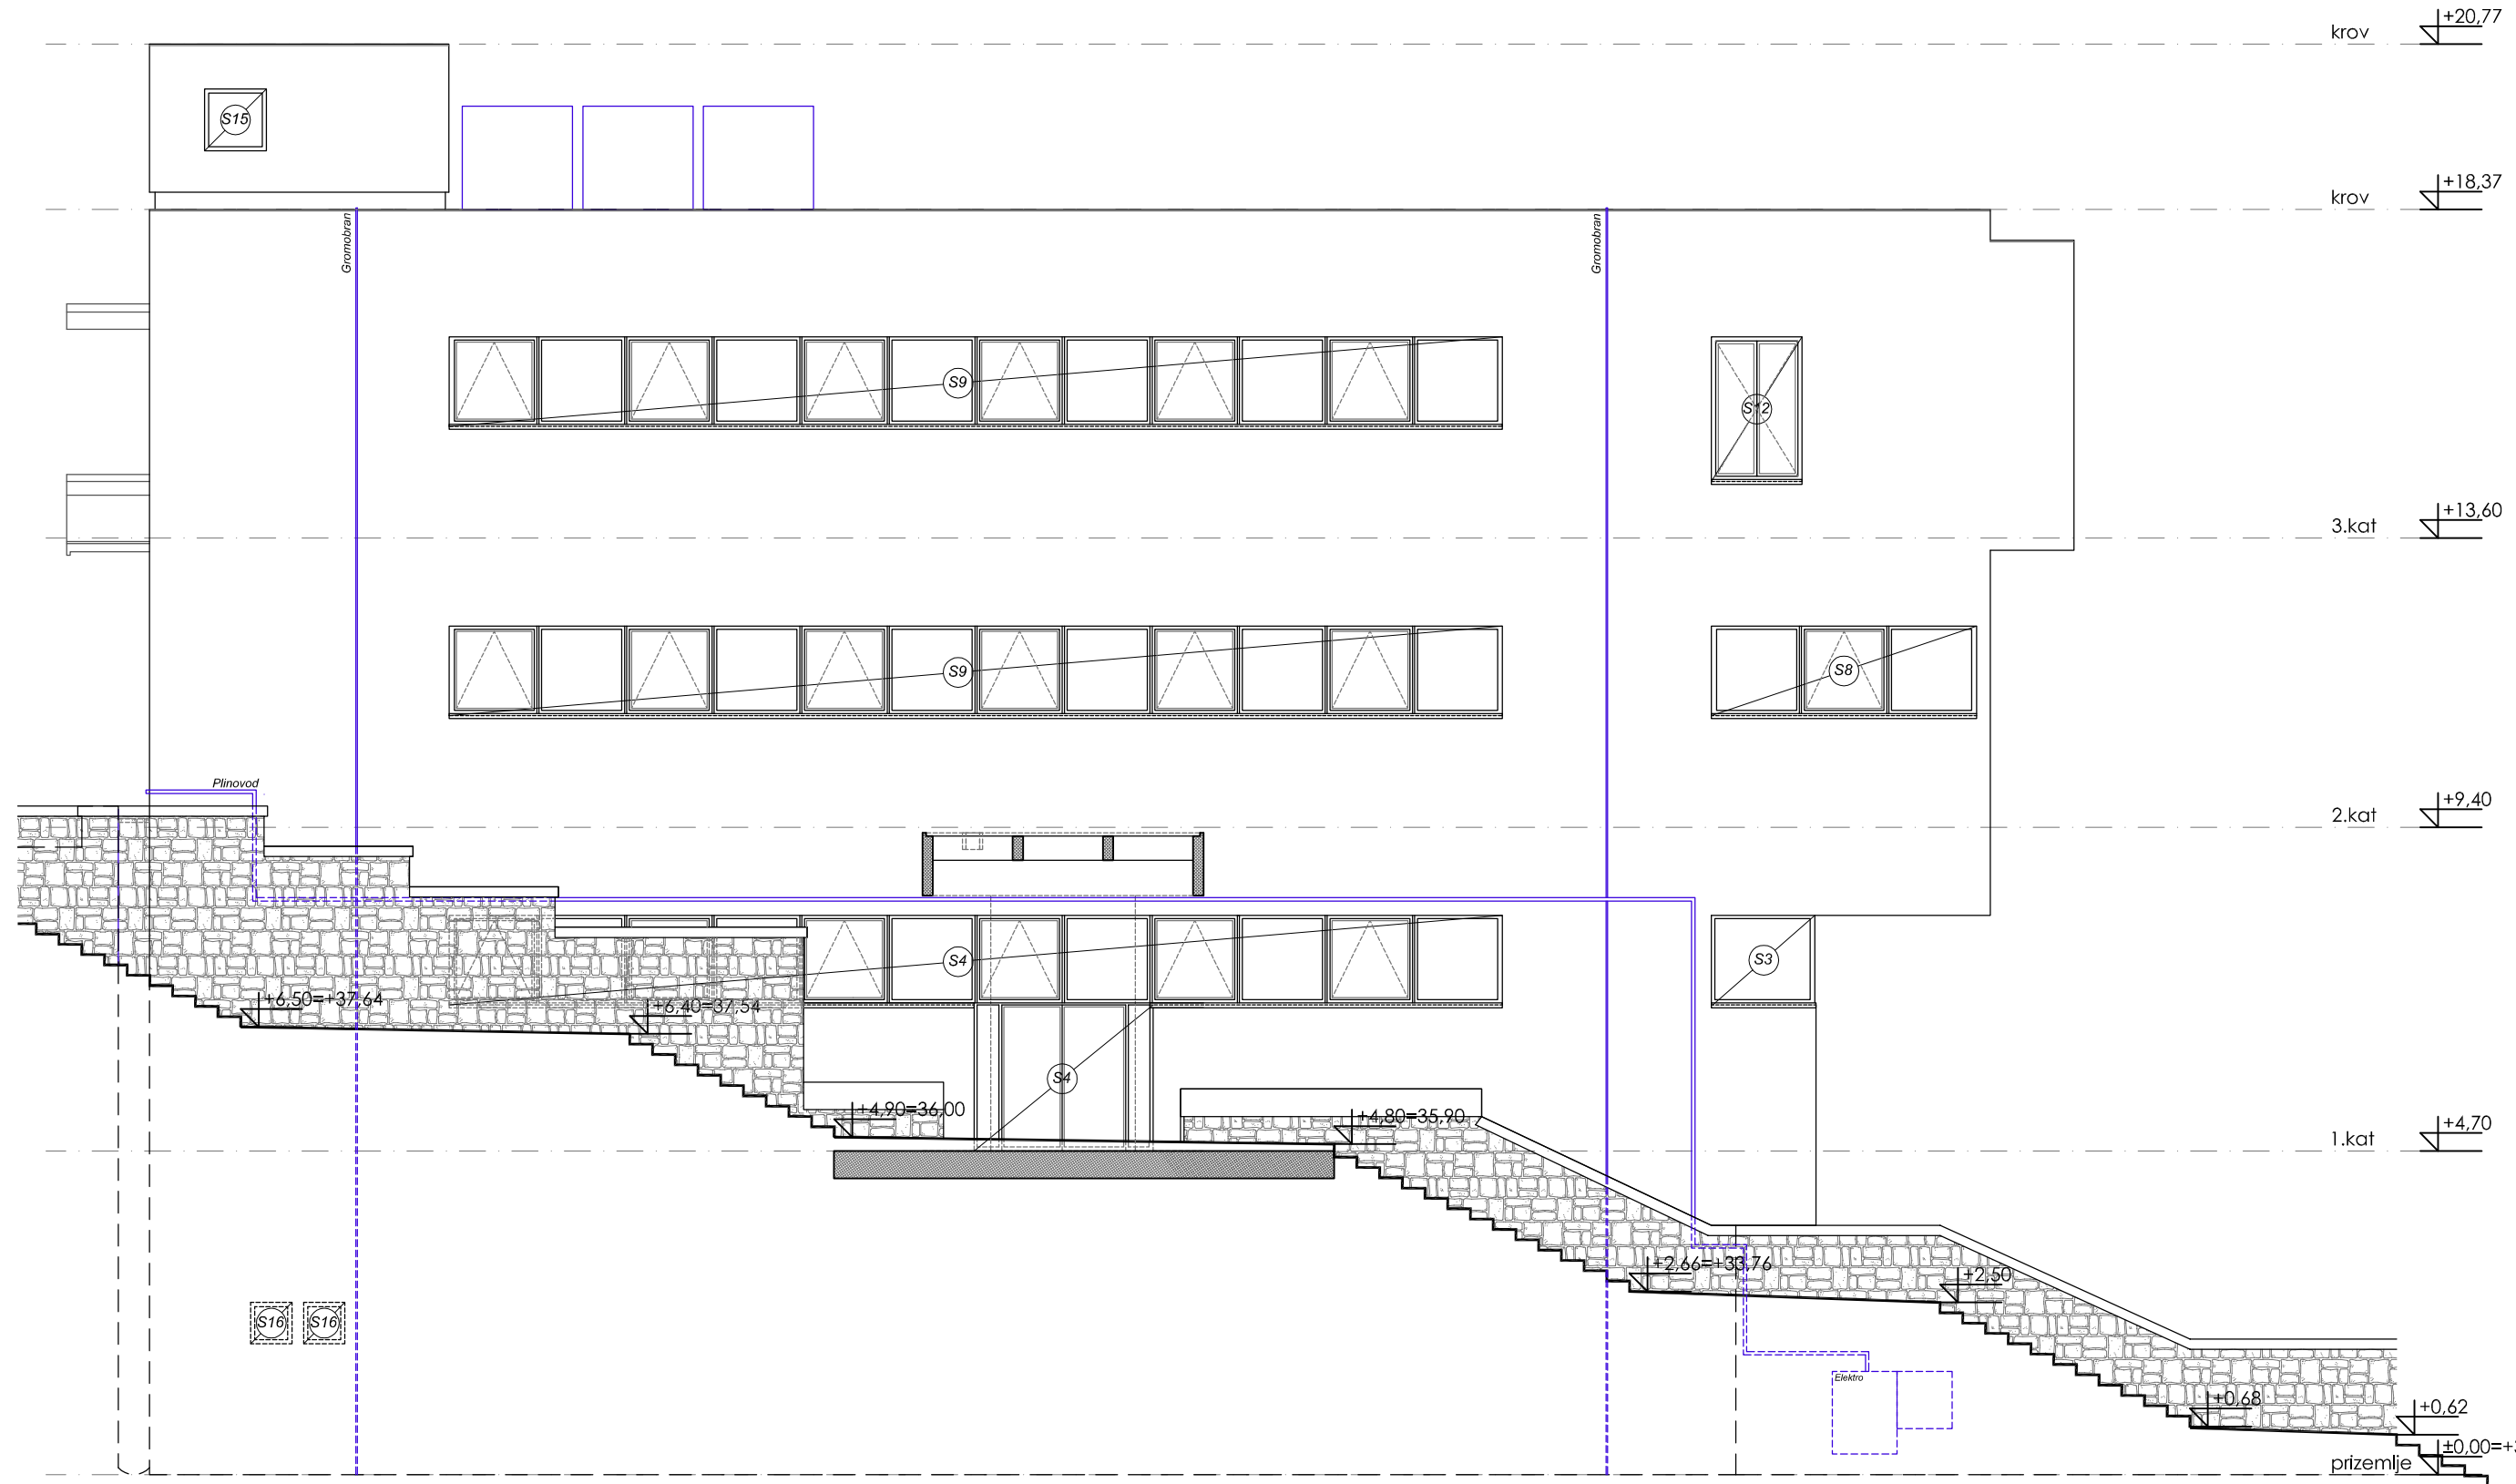 +20,77
krov
S15
+18,37
krov
Gromobran
Gromobran
S9
S12
+13,60
3.kat
S9
S8
Plinovod
+9,40
2.kat
S4
S3
+6,50=+37,64
+6,40=37,54
S4
+4,90=36,00
+4,80=35,90
+4,70
1.kat
+2,66=+33,76
+2,50
S16
S16
Elektro
+0,68
+0,62
±0,00=+3
prizemlje